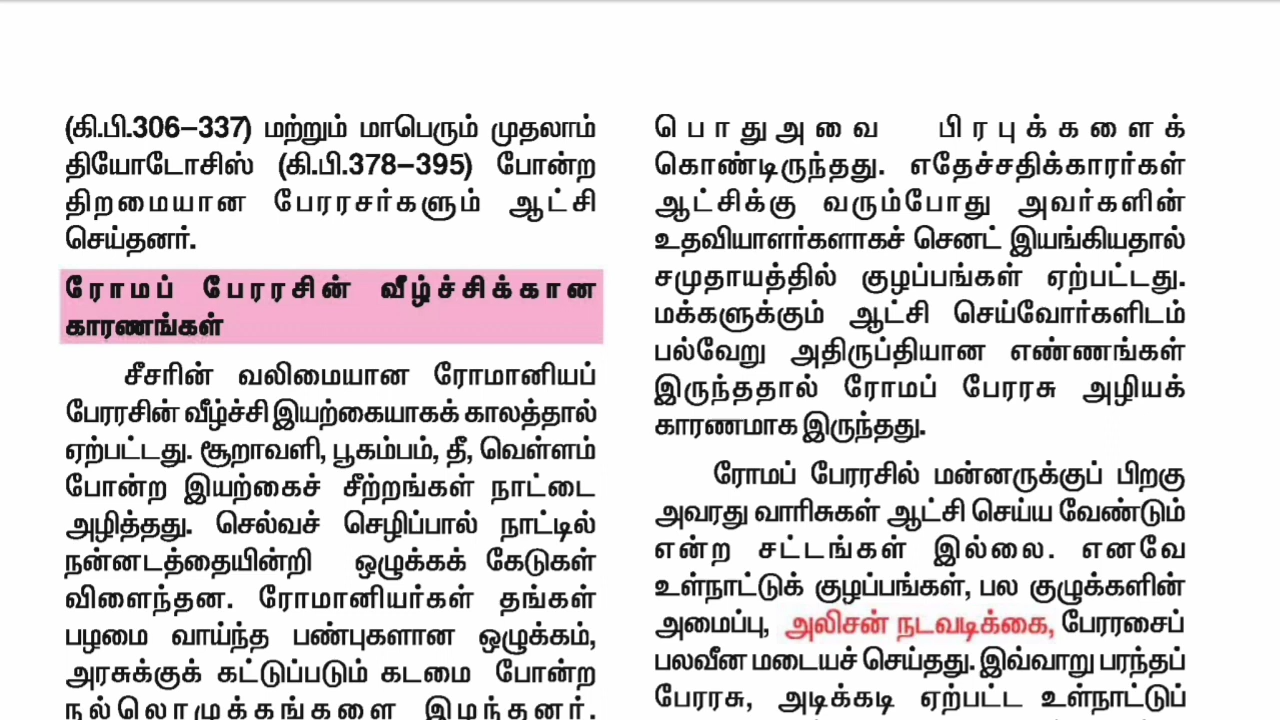 (கி.பி.306–337) மற்றும் மாபெரும் முதலாம்
தியோடோசிஸ் (கி.பி.378–395) போன்ற
திறமையான பேரரசர்களும் ஆட்சி
செய்தனர்.
ரோமப் பேரரசின் வீழ்ச்சிக்கான
காரணங்கள்
சீசரின் வலிமையான ரோமானியப்
பேரரசின் வீழ்ச்சி இயற்கையாகக் காலத்தால்
ஏற்பட்டது. சூறாவளி, பூகம்பம், தீ, வெள்ளம்
போன்ற இயற்கைச் சீற்றங்கள் நாட்டை
அழித்தது. செல்வச் செழிப்பால் நாட்டில்
நன்னடத்தையின்றி ஒழுக்கக் கேடுகள்
விளைந்தன. ரோமானியர்கள் தங்கள்
பழமை வாய்ந்த பண்புகளான ஒழுக்கம்,
அரசுக்குக் கட்டுப்படும் கடமை போன்ற
நல்லொழுக்கங்களை இழந்தனர்.
பொதுஅவை பிரபுக்களைக்
கொண்டிருந்தது. எதேச்சதிக்காரர்கள்
ஆட்சிக்கு வரும்போது அவர்களின்
உதவியாளர்களாகச் செனட் இயங்கியதால்
சமுதாயத்தில் குழப்பங்கள் ஏற்பட்டது.
மக்களுக்கும் ஆட்சி செய்வோர்களிடம்
பல்வேறு அதிருப்தியான எண்ணங்கள்
இருந்ததால் ரோமப் பேரரசு அழியக்
காரணமாக இருந்தது.
ரோமப் பேரரசில் மன்னருக்குப் பிறகு
அவரது வாரிசுகள் ஆட்சி செய்ய வேண்டும்
என்ற சட்டங்கள் இல்லை. எனவே
உள்நாட்டுக் குழப்பங்கள், பல குழுக்களின்
அமைப்பு, அலிசன் நடவடிக்கை, பேரரசைப்
பலவீன மடையச் செய்தது. இவ்வாறு பரந்தப்
பேரரசு, அடிக்கடி ஏற்பட்ட உள்நாட்டுப்